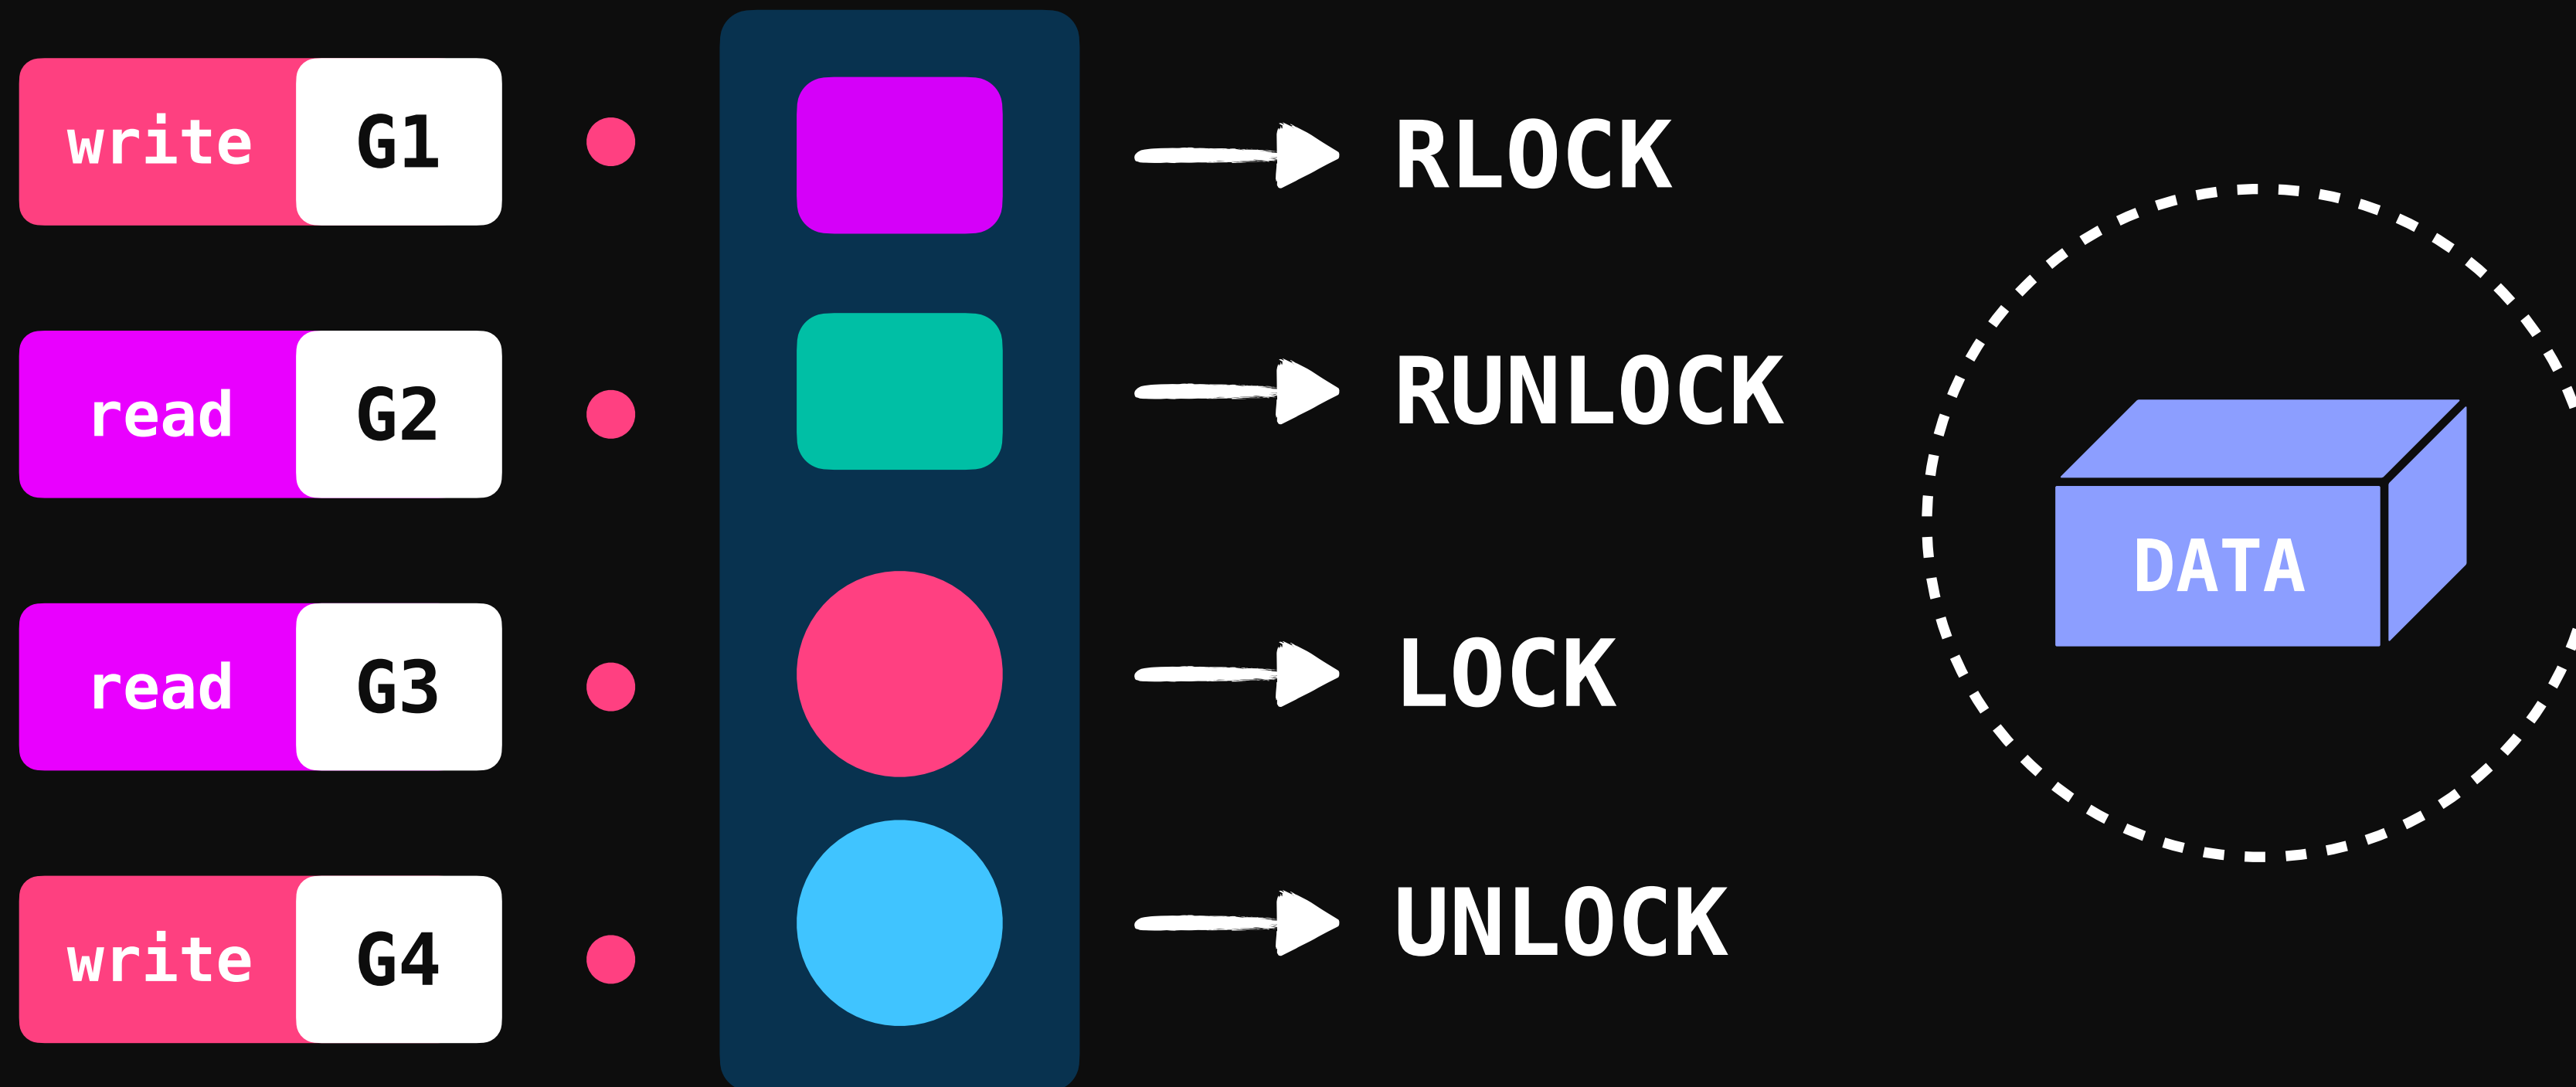 write G1
RLOCK
read G2
RUNLOCK
DATA
read G3
LOCK
write G4
UNLOCK